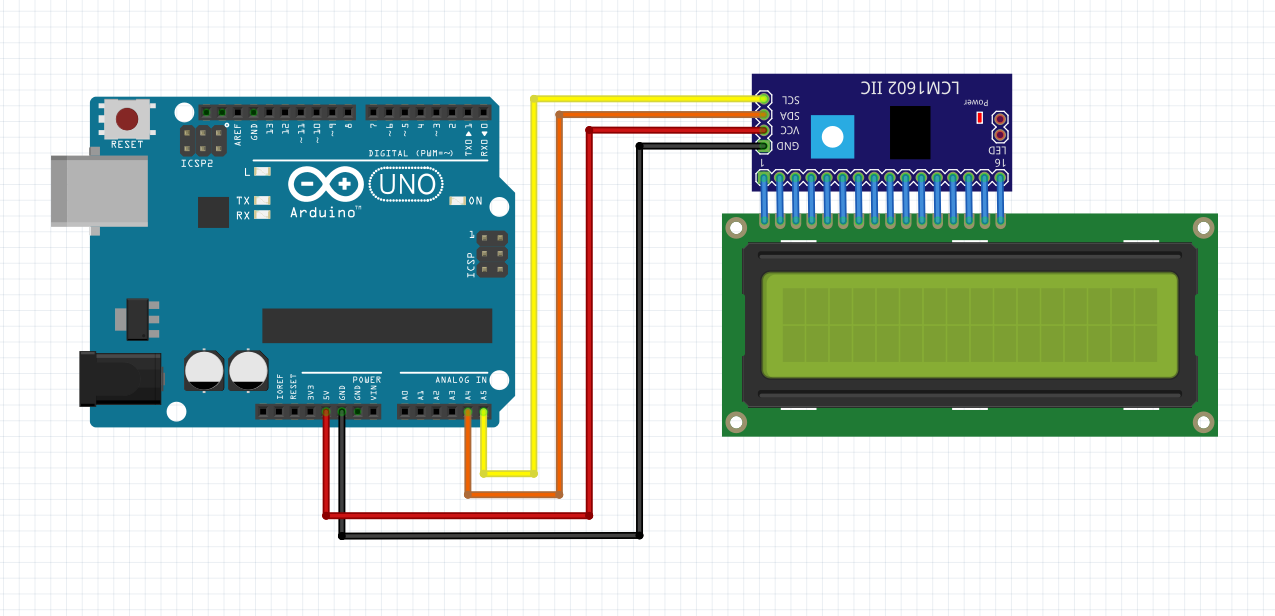 RESET
ICSP2
AREF
GND
13
12
~11
~10
~9
8
7
~6
~5
4
~3
2
TX0▶1
RX0◀0
DIGITAL (PWM=~)
L
TX
RX
UNO
Arduino™
ON
1
ICSP
POWER
ANALOG IN
IOREF
RESET
3V3
5V
GND
GND
VIN
A0
A1
A2
A3
A4
A5
LCM1602 IIC
SCL
SDA
VCC
GND
Power
LED
1
16